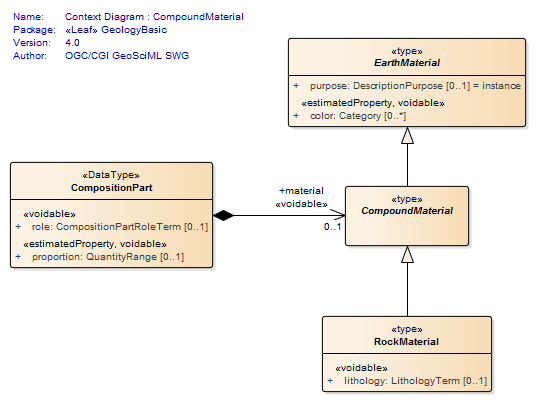 Name: Context Diagram : CompoundMaterial
Package: «Leaf» GeologyBasic
Version: 4.0
Author: OGC/CGI GeoSciML SWG
«type»
EarthMaterial
+ purpose: DescriptionPurpose [0..1] = instance
«estimatedProperty, voidable»
+ color: Category [0..*]
«DataType»
CompositionPart
«voidable»
+ role: CompositionPartRoleTerm [0..1]
«estimatedProperty, voidable»
+ proportion: QuantityRange [0..1]
+material
«voidable»
0..1
«type»
CompoundMaterial
«type»
RockMaterial
«voidable»
+ lithology: LithologyTerm [0..1]